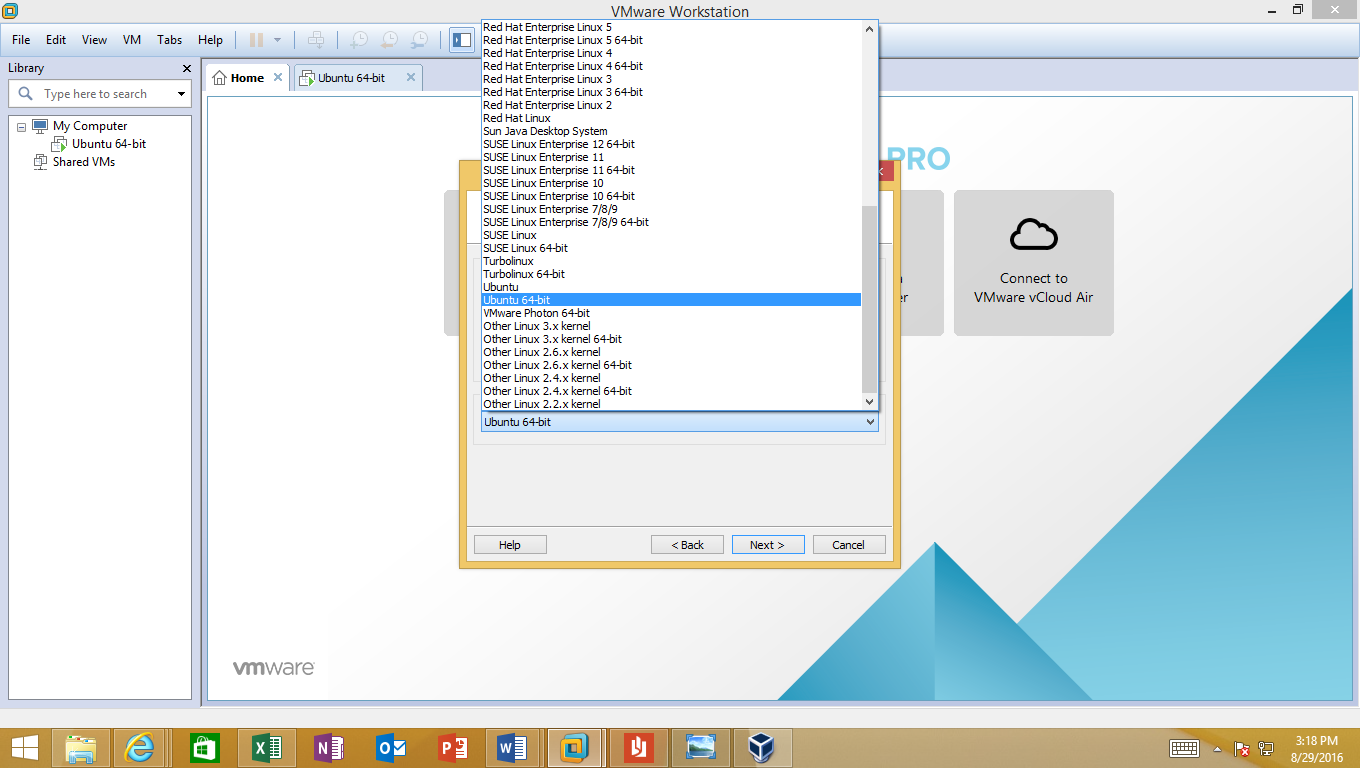 VMware Workstation
File Edit View VM Tabs Help
Library
Type here to search
My Computer
Ubuntu 64-bit
Shared VMs
Home
Ubuntu 64-bit
PRO
Connect to
VMware vCloud Air
er
Red Hat Enterprise Linux 5
Red Hat Enterprise Linux 5 64-bit
Red Hat Enterprise Linux 4
Red Hat Enterprise Linux 4 64-bit
Red Hat Enterprise Linux 3
Red Hat Enterprise Linux 3 64-bit
Red Hat Enterprise Linux 2
Red Hat Linux
Sun Java Desktop System
SUSE Linux Enterprise 12 64-bit
SUSE Linux Enterprise 11
SUSE Linux Enterprise 11 64-bit
SUSE Linux Enterprise 10
SUSE Linux Enterprise 10 64-bit
SUSE Linux Enterprise 7/8/9
SUSE Linux Enterprise 7/8/9 64-bit
SUSE Linux
SUSE Linux 64-bit
Turbolinux
Turbolinux 64-bit
Ubuntu
Ubuntu 64-bit
VMware Photon 64-bit
Other Linux 3.x kernel
Other Linux 3.x kernel 64-bit
Other Linux 2.6.x kernel
Other Linux 2.6.x kernel 64-bit
Other Linux 2.4.x kernel
Other Linux 2.4.x kernel 64-bit
Other Linux 2.2.x kernel
Ubuntu 64-bit
Help < Back Next > Cancel
vmware
3:18 PM
8/29/2016